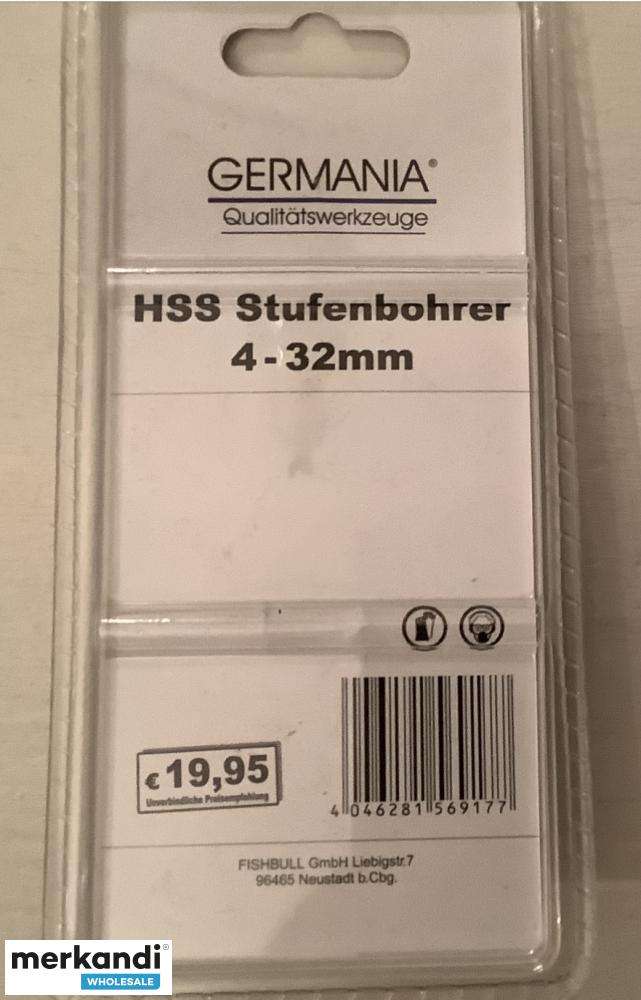 GERMANIA®
Qualitätswerkzeuge
HSS Stufenbohrer
4 - 32mm
€ 19,95
Unverbindliche Preisempfehlung
4 046281 569177
FISHBULL GmbH Liebigstr.7
96465 Neustadt b.Cbg.
merkandi®
WHOLESALE